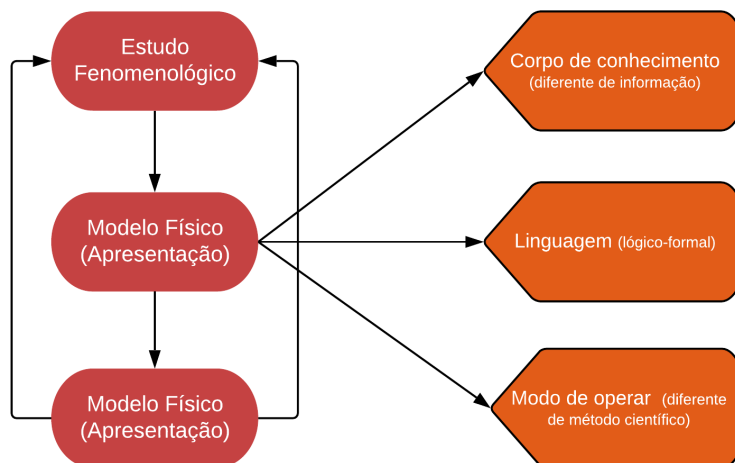 Estudo
Fenomenológico
Modelo Físico
(Apresentação)
Modelo Físico
(Apresentação)
Corpo de conhecimento
(diferente de informação)
Linguagem (lógico-formal)
Modo de operar (diferente
de método científico)